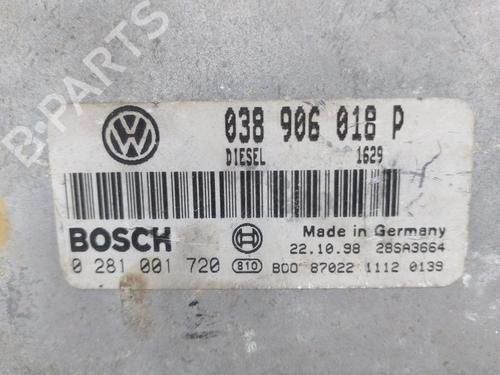 B-PARTS
VW
038 906 018 P
DIESEL 1629
BOSCH
Made in Germany
22.10.98 28SA3664
0 281 001 720 810 BOO 87022 1112 0139